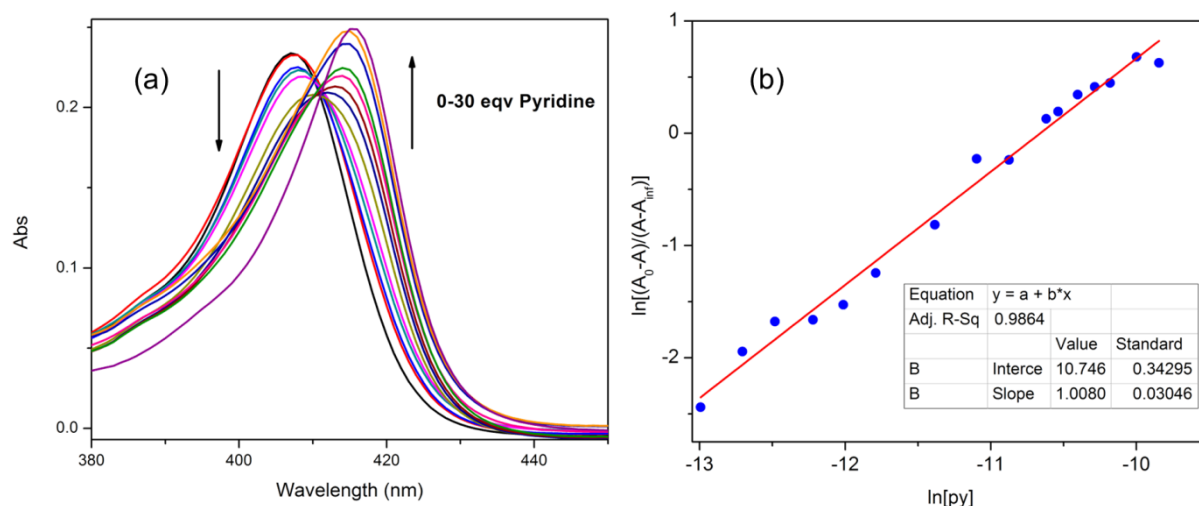 (a)
0-30 eqv Pyridine
Abs
0.2
0.1
0.0
380
400
420
440
Wavelength (nm)
(b)
ln[(A0-A)/(A-Ainf)]
1
0
-1
-2
Equation y = a + b*x
Adj. R-Sq 0.9864
Value Standard
B Interce 10.746 0.34295
B Slope 1.0080 0.03046
-13
-12
-11
-10
ln[py]